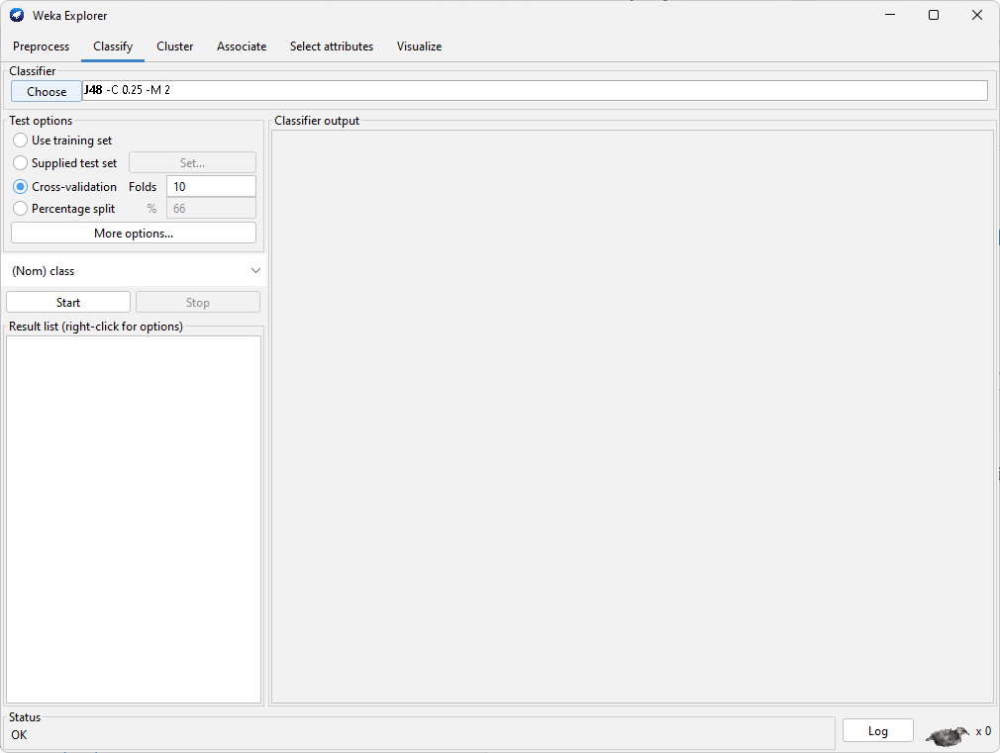 Weka Explorer
Preprocess Classify Cluster Associate Select attributes Visualize
Classifier
Choose J48 -C 0.25 -M 2
Test options
Use training set
Supplied test set Set...
Cross-validation Folds 10
Percentage split % 66
More options...
(Nom) class
Start Stop
Result list (right-click for options)
Classifier output
Status
OK
Log x 0